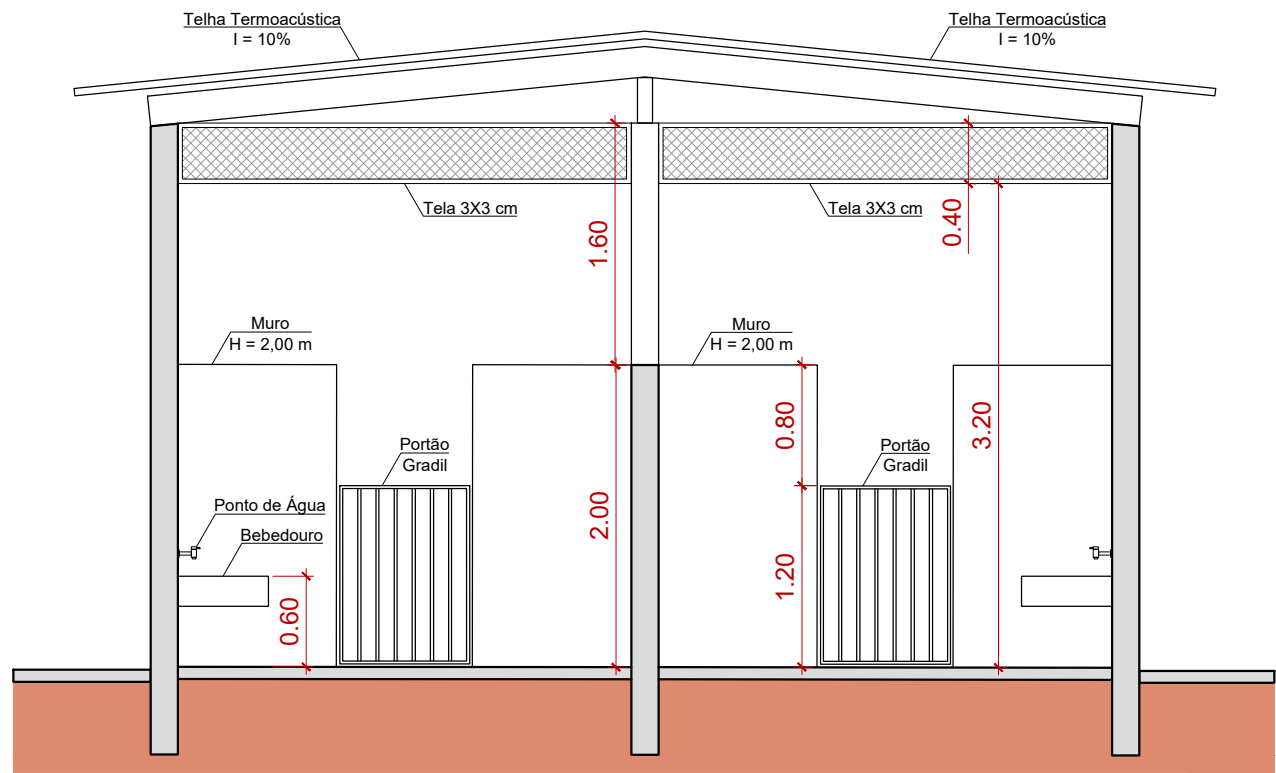 Telha Termoacústica
I = 10%
Telha Termoacústica
I = 10%
Tela 3X3 cm
Tela 3X3 cm
0.40
1.60
Muro
H = 2,00 m
Muro
H = 2,00 m
0.80
3.20
Portão
Gradil
Portão
Gradil
Ponto de Água
Bebedouro
2.00
1.20
0.60